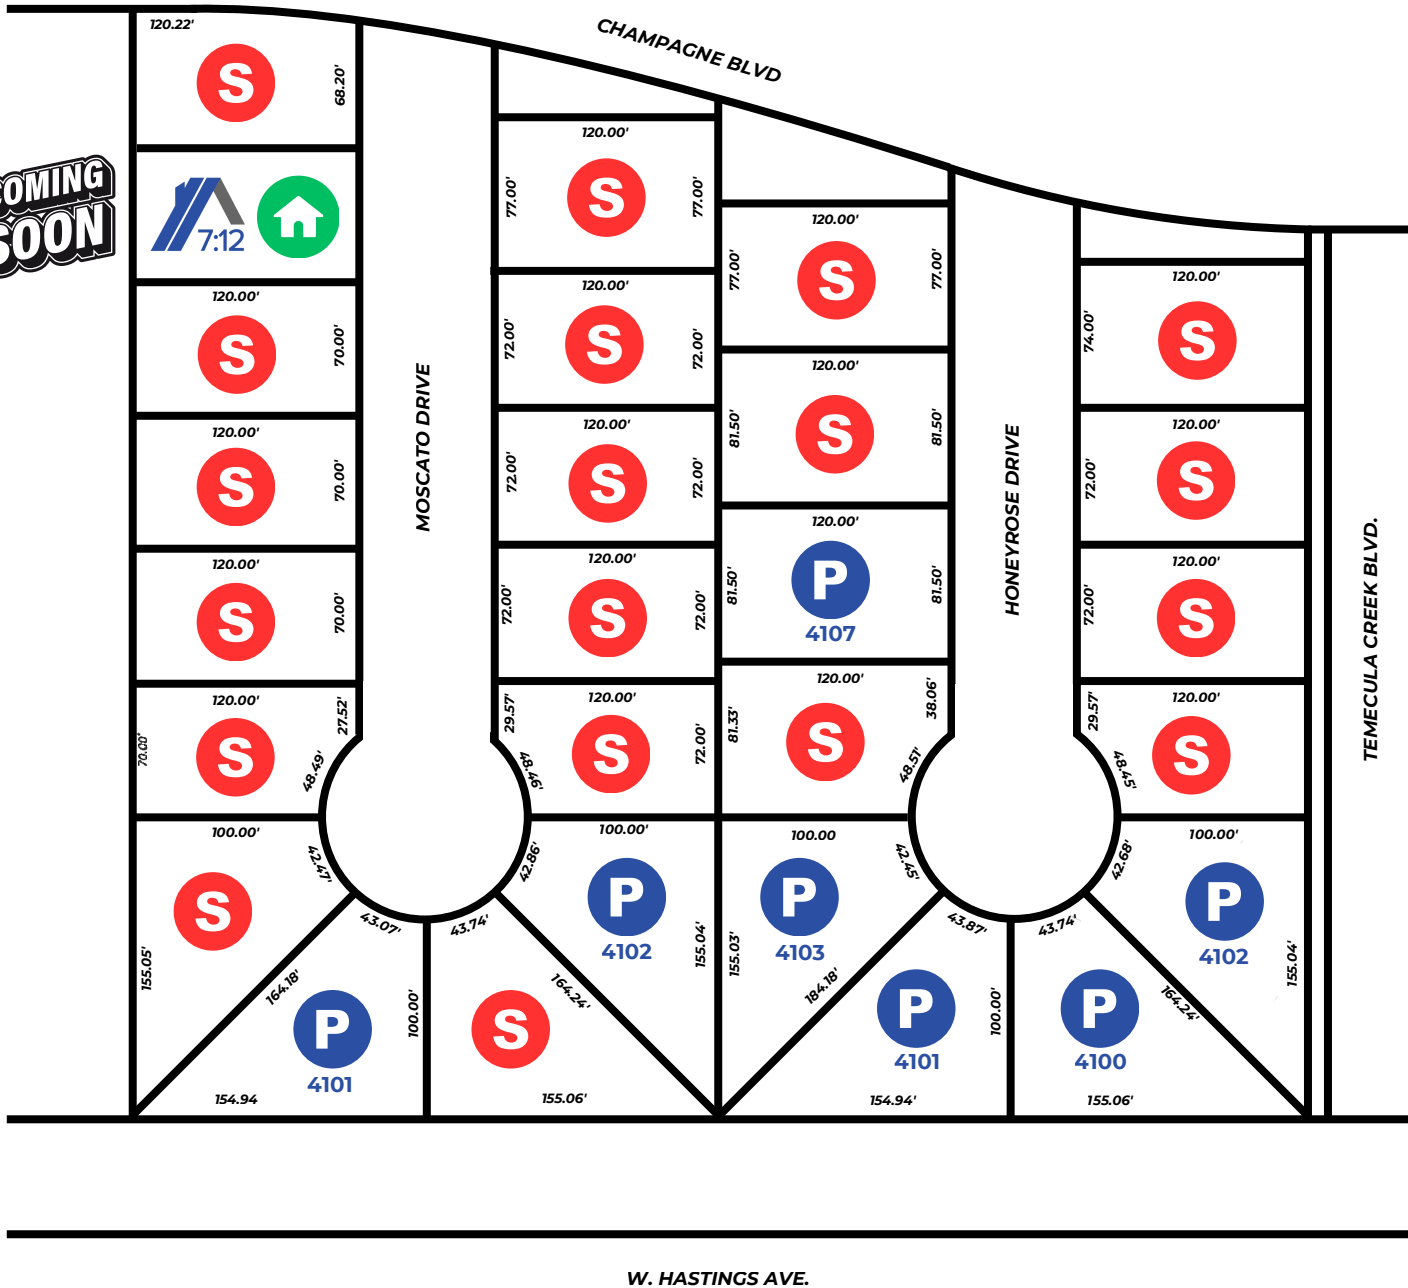 120.22'
S
68.20'
CHAMPAGNE BLVD
COMING
SOON
7:12
120.00'
S
70.00'
120.00'
S
70.00'
120.00'
S
70.00'
120.00'
S
27.52'
70.00'
48.49'
100.00'
42.47'
S
155.05'
164.18'
43.07'
P
4101
100.00'
154.94
MOSCATO DRIVE
120.00'
77.00'
S
77.00'
120.00'
72.00'
S
72.00'
120.00'
72.00'
S
72.00'
120.00'
72.00'
S
72.00'
120.00'
29.57'
S
72.00'
48.46'
100.00'
42.86'
P
4102
155.04'
43.74'
164.24'
S
155.06'
120.00'
77.00'
S
77.00'
120.00'
81.50'
S
81.50'
120.00'
81.50'
P
4107
81.50'
120.00'
81.33'
S
38.06'
48.51'
100.00
42.45'
P
4103
155.03'
184.18'
43.87'
P
4101
100.00'
154.94'
HONEYROSE DRIVE
120.00'
74.00'
S
120.00'
72.00'
S
120.00'
72.00'
S
120.00'
29.57'
S
48.45'
100.00'
42.68'
P
4102
155.04'
43.74'
164.24'
P
4100
155.06'
TEMECULA CREEK BLVD.
W. HASTINGS AVE.